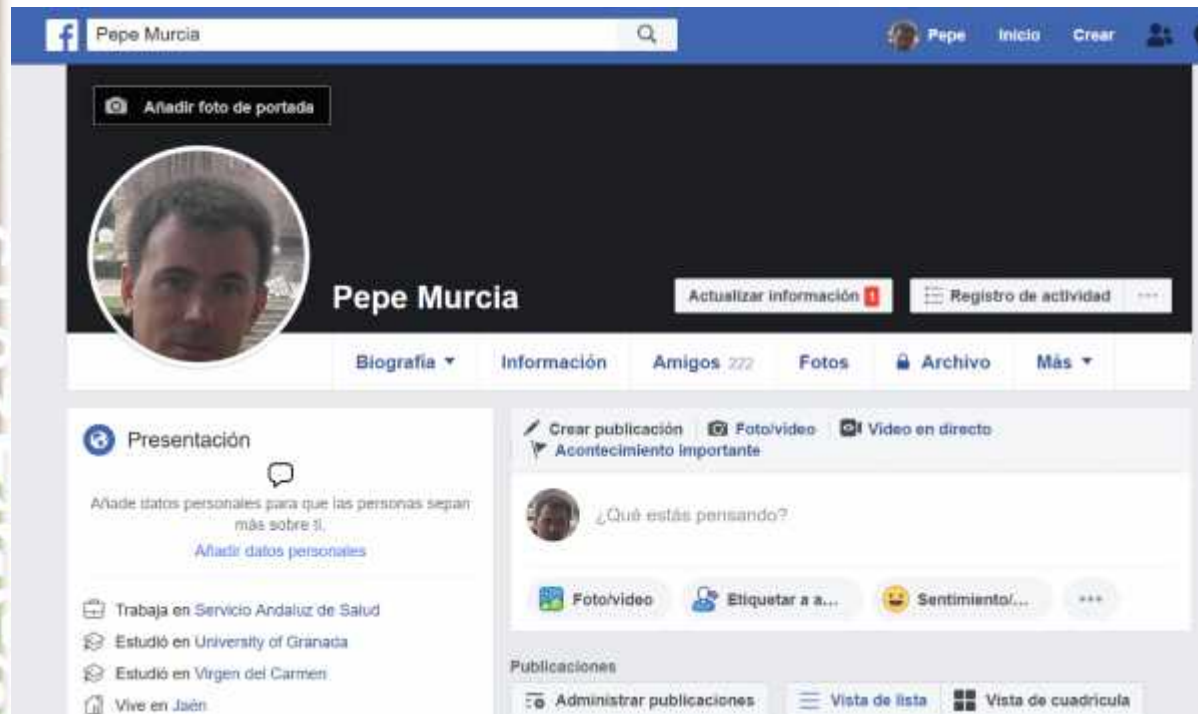 f Pepe Murcia Pepe Inicio Crear
Añadir foto de portada
Pepe Murcia Actualizar información 1 Registro de actividad ...
Biografía Información Amigos 222 Fotos Archivo Más
Presentación
Añade datos personales para que las personas sepan
más sobre ti.
Añadir datos personales
Trabaja en Servicio Andaluz de Salud
Estudió en University of Granada
Estudió en Virgen del Carmen
Vive en Jaén
Crear publicación Foto/vídeo Vídeo en directo
Acontecimiento importante
¿Qué estás pensando?
Foto/vídeo Etiquetar a a... Sentimiento/... ...
Publicaciones
Administrar publicaciones Vista de lista Vista de cuadrícula